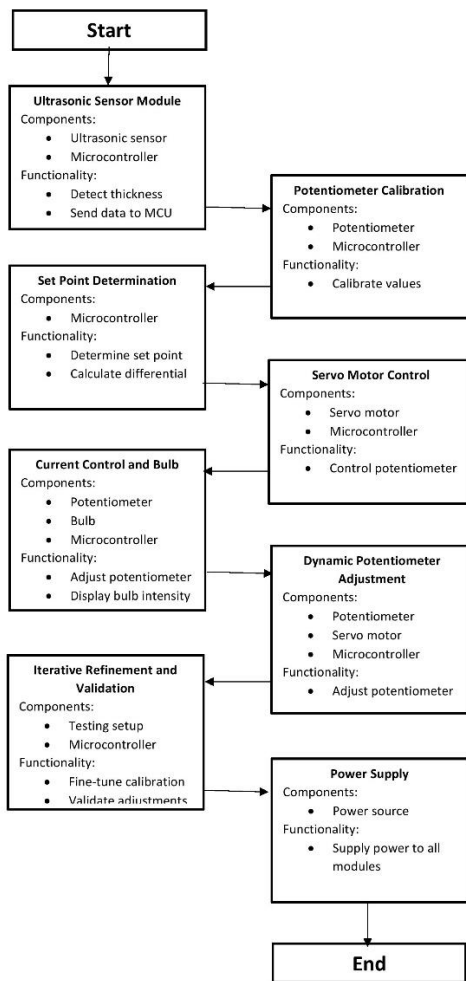 Start
Ultrasonic Sensor Module
Components:
• Ultrasonic sensor
• Microcontroller
Functionality:
• Detect thickness
• Send data to MCU
Potentiometer Calibration
Components:
• Potentiometer
• Microcontroller
Functionality:
• Calibrate values
Set Point Determination
Components:
• Microcontroller
Functionality:
• Determine set point
• Calculate differential
Servo Motor Control
Components:
• Servo motor
• Microcontroller
Functionality:
• Control potentiometer
Current Control and Bulb
Components:
• Potentiometer
• Bulb
• Microcontroller
Functionality:
• Adjust potentiometer
• Display bulb intensity
Dynamic Potentiometer
Adjustment
Components:
• Potentiometer
• Servo motor
• Microcontroller
Functionality:
• Adjust potentiometer
Iterative Refinement and
Validation
Components:
• Testing setup
• Microcontroller
Functionality:
• Fine-tune calibration
• Validate adjustments
Power Supply
Components:
• Power source
Functionality:
• Supply power to all
modules
End